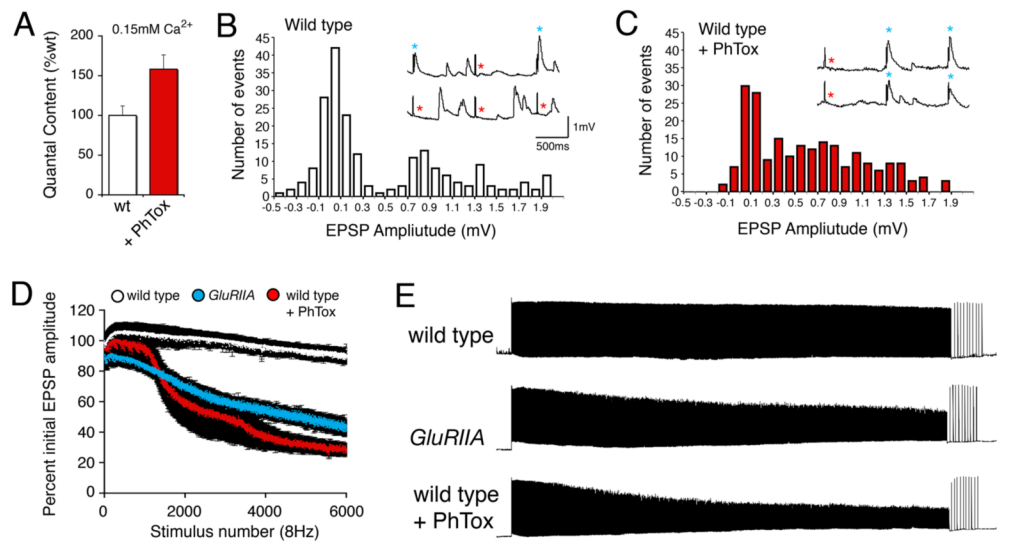 A
0.15mM Ca²⁺
Quantal Content (%wt)
200
150
100
50
0
wt
+ PhTox
B
Wild type
Number of events
45
40
35
30
25
20
15
10
5
0
-0.5 -0.3 -0.1 0.1 0.3 0.5 0.7 0.9 1.1 1.3 1.5 1.7 1.9
EPSP Ampliutude (mV)
* * *
* * *
1mV
500ms
C
Wild type
+ PhTox
Number of events
45
40
35
30
25
20
15
10
5
0
-0.5 -0.3 -0.1 0.1 0.3 0.5 0.7 0.9 1.1 1.3 1.5 1.7 1.9
EPSP Ampliutude (mV)
* * *
* * *
D
wild type GluRIIA wild type
+ PhTox
Percent initial EPSP amplitude
120
100
80
60
40
20
0
0 2000 4000 6000
Stimulus number (8Hz)
E
wild type
GluRIIA
wild type
+ PhTox